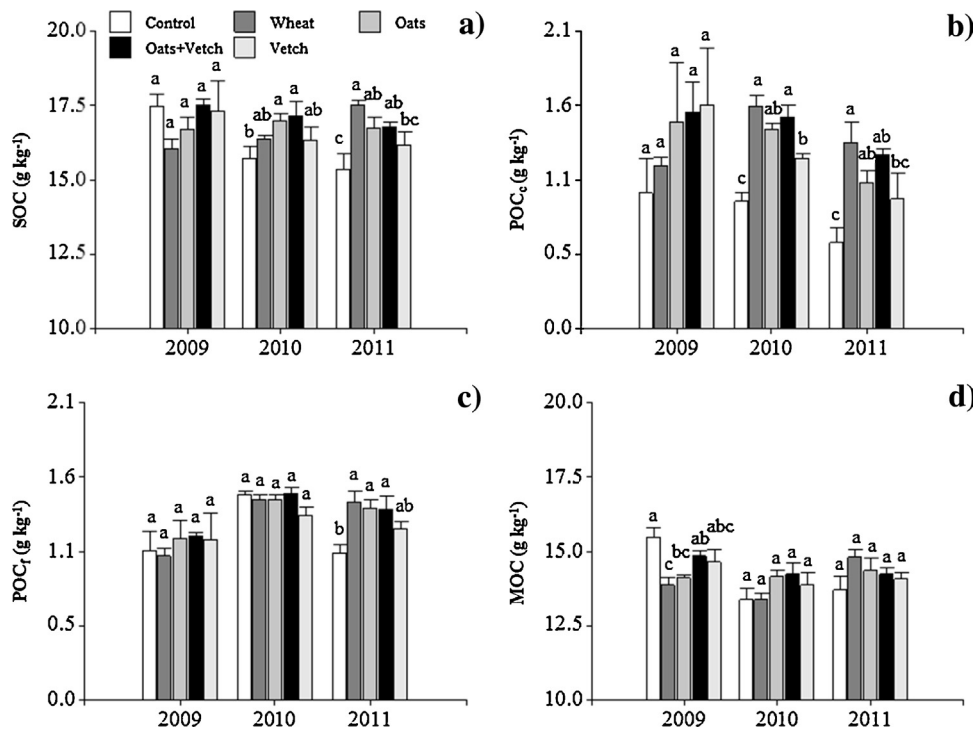 a)
Control Wheat Oats
Oats+Vetch Vetch
SOC (g kg-1)
20.0
17.5
15.0
12.5
10.0
a a a a a
b ab a a ab
c a ab ab bc
2009 2010 2011
b)
POCc (g kg-1)
2.1
1.6
1.1
0.5
0.0
a a a a a
c a ab a b
c a ab ab bc
2009 2010 2011
c)
POCf (g kg-1)
2.1
1.6
1.1
0.5
0.0
a a a a a
a a a a a
b a a a ab
2009 2010 2011
d)
MOC (g kg-1)
20.0
17.5
15.0
12.5
10.0
a c bc ab abc
a a a a a
a a a a a
2009 2010 2011